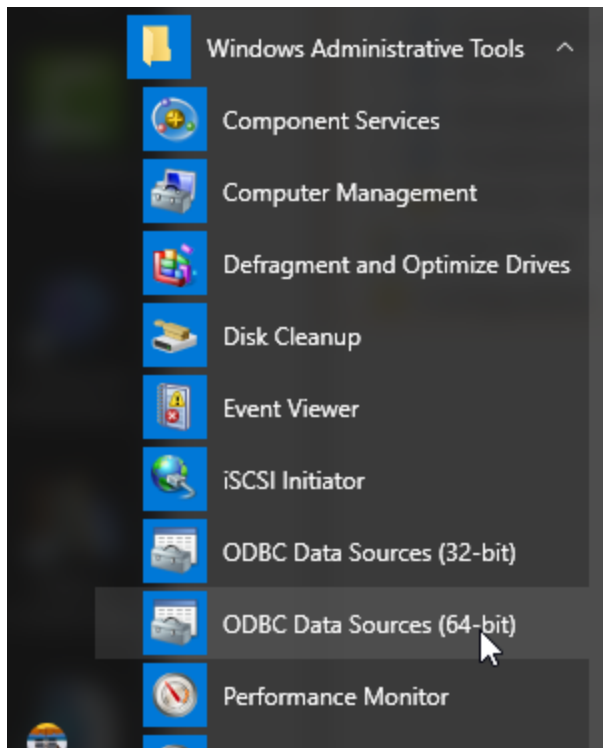 Windows Administrative Tools
Component Services
Computer Management
Defragment and Optimize Drives
Disk Cleanup
Event Viewer
iSCSI Initiator
ODBC Data Sources (32-bit)
ODBC Data Sources (64-bit)
Performance Monitor